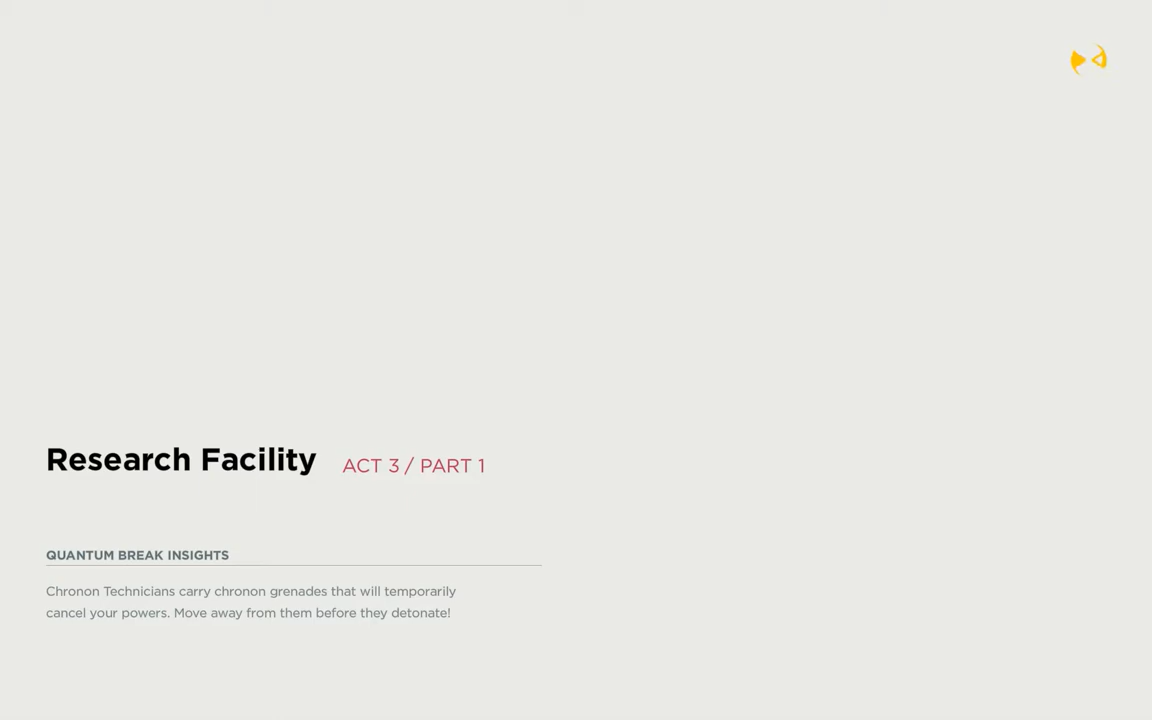 Research Facility ACT 3 / PART 1
QUANTUM BREAK INSIGHTS
Chronon Technicians carry chronon grenades that will temporarily
cancel your powers. Move away from them before they detonate!